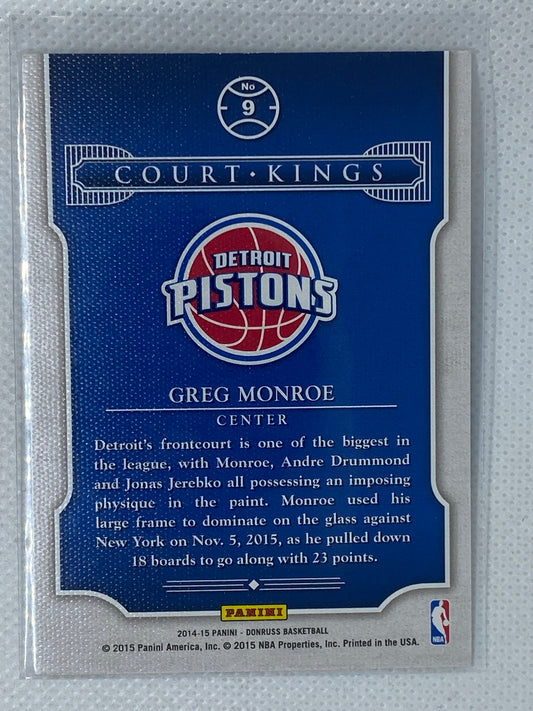 No
9
COURT • KINGS
DETROIT
PISTONS
GREG MONROE
CENTER
Detroit's frontcourt is one of the biggest in
the league, with Monroe, Andre Drummond
and Jonas Jerebko all possessing an imposing
physique in the paint. Monroe used his
large frame to dominate on the glass against
New York on Nov. 5, 2015, as he pulled down
18 boards to go along with 23 points.
PANINI
2014-15 PANINI - DONRUSS BASKETBALL
© 2015 Panini America, Inc. © 2015 NBA Properties, Inc. Printed in the USA.
NBA